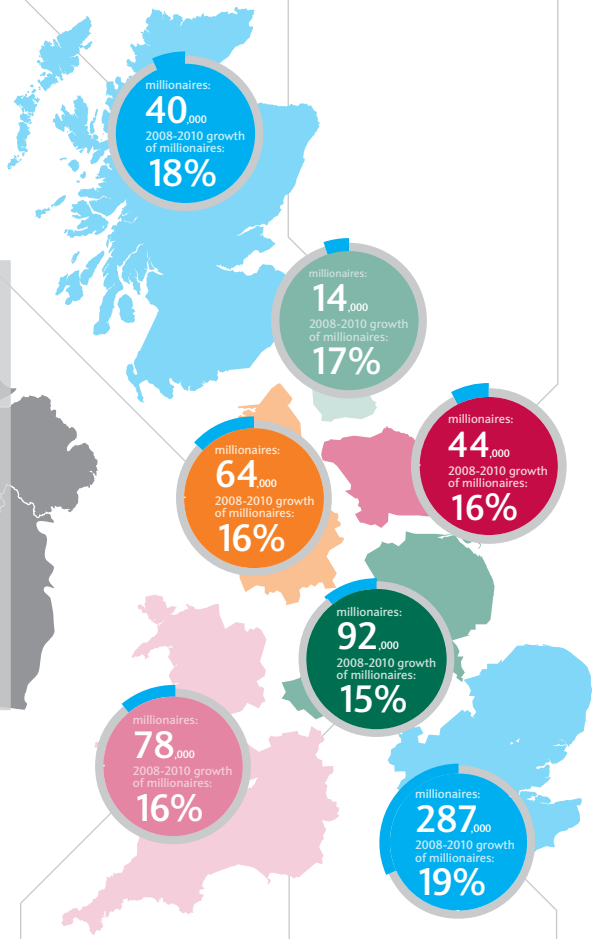 millionaires:
40,000
2008-2010 growth
of millionaires:
18%
millionaires:
14,000
2008-2010 growth
of millionaires:
17%
millionaires:
44,000
2008-2010 growth
of millionaires:
16%
millionaires:
64,000
2008-2010 growth
of millionaires:
16%
millionaires:
92,000
2008-2010 growth
of millionaires:
15%
millionaires:
78,000
2008-2010 growth
of millionaires:
16%
millionaires:
287,000
2008-2010 growth
of millionaires:
19%